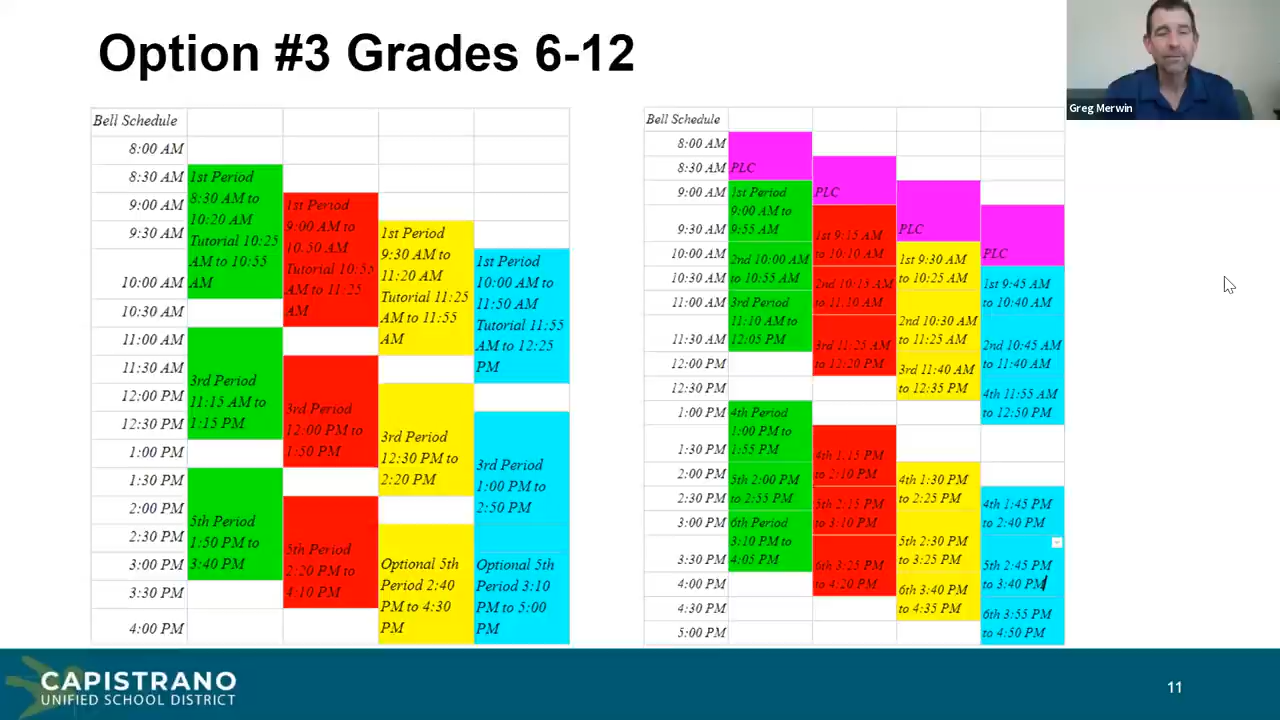 Option #3 Grades 6-12
Greg Merwin
Bell Schedule
8:00 AM
8:30 AM
9:00 AM
9:30 AM
10:00 AM
10:30 AM
11:00 AM
11:30 AM
12:00 PM
12:30 PM
1:00 PM
1:30 PM
2:00 PM
2:30 PM
3:00 PM
3:30 PM
4:00 PM
1st Period
8:30 AM to
10:20 AM
Tutorial 10:25
AM to 10:55
AM
3rd Period
11:15 AM to
1:15 PM
5th Period
1:50 PM to
3:40 PM
1st Period
9:00 AM to
10.50 AM
Tutorial 10:55
AM to 11:25
AM
3rd Period
12:00 PM to
1:50 PM
5th Period
2:20 PM to
4:10 PM
1st Period
9:30 AM to
11:20 AM
Tutorial 11:25
AM to 11:55
AM
3rd Period
12:30 PM to
2:20 PM
Optional 5th
Period 2:40
PM to 4:30
PM
1st Period
10:00 AM to
11:50 AM
Tutorial 11:55
AM to 12:25
PM
3rd Period
1:00 PM to
2:50 PM
Optional 5th
Period 3:10
PM to 5:00
PM
Bell Schedule
8:00 AM
8:30 AM
9:00 AM
9:30 AM
10:00 AM
10:30 AM
11:00 AM
11:30 AM
12:00 PM
12:30 PM
1:00 PM
1:30 PM
2:00 PM
2:30 PM
3:00 PM
3:30 PM
4:00 PM
4:30 PM
5:00 PM
PLC
1st Period
9:00 AM to
9:55 AM
2nd 10:00 AM
to 10:55 AM
3rd Period
11:10 AM to
12:05 PM
4th Period
1:00 PM to
1:55 PM
5th 2:00 PM
to 2:55 PM
6th Period
3:10 PM to
4:05 PM
PLC
1st 9:15 AM
to 10:10 AM
2nd 10:15 AM
to 11:10 AM
3rd 11:25 AM
to 12:20 PM
4th 1:15 PM
to 2:10 PM
5th 2:15 PM
to 3:10 PM
6th 3:25 PM
to 4:20 PM
PLC
1st 9:30 AM
to 10:25 AM
2nd 10:30 AM
to 11:25 AM
3rd 11:40 AM
to 12:35 PM
4th 1:30 PM
to 2:25 PM
5th 2:30 PM
to 3:25 PM
6th 3:40 PM
to 4:35 PM
PLC
1st 9:45 AM
to 10:40 AM
2nd 10:45 AM
to 11:40 AM
4th 11:55 AM
to 12:50 PM
4th 1:45 PM
to 2:40 PM
5th 2:45 PM
to 3:40 PM
6th 3:55 PM
to 4:50 PM
CAPISTRANO
UNIFIED SCHOOL DISTRICT
11